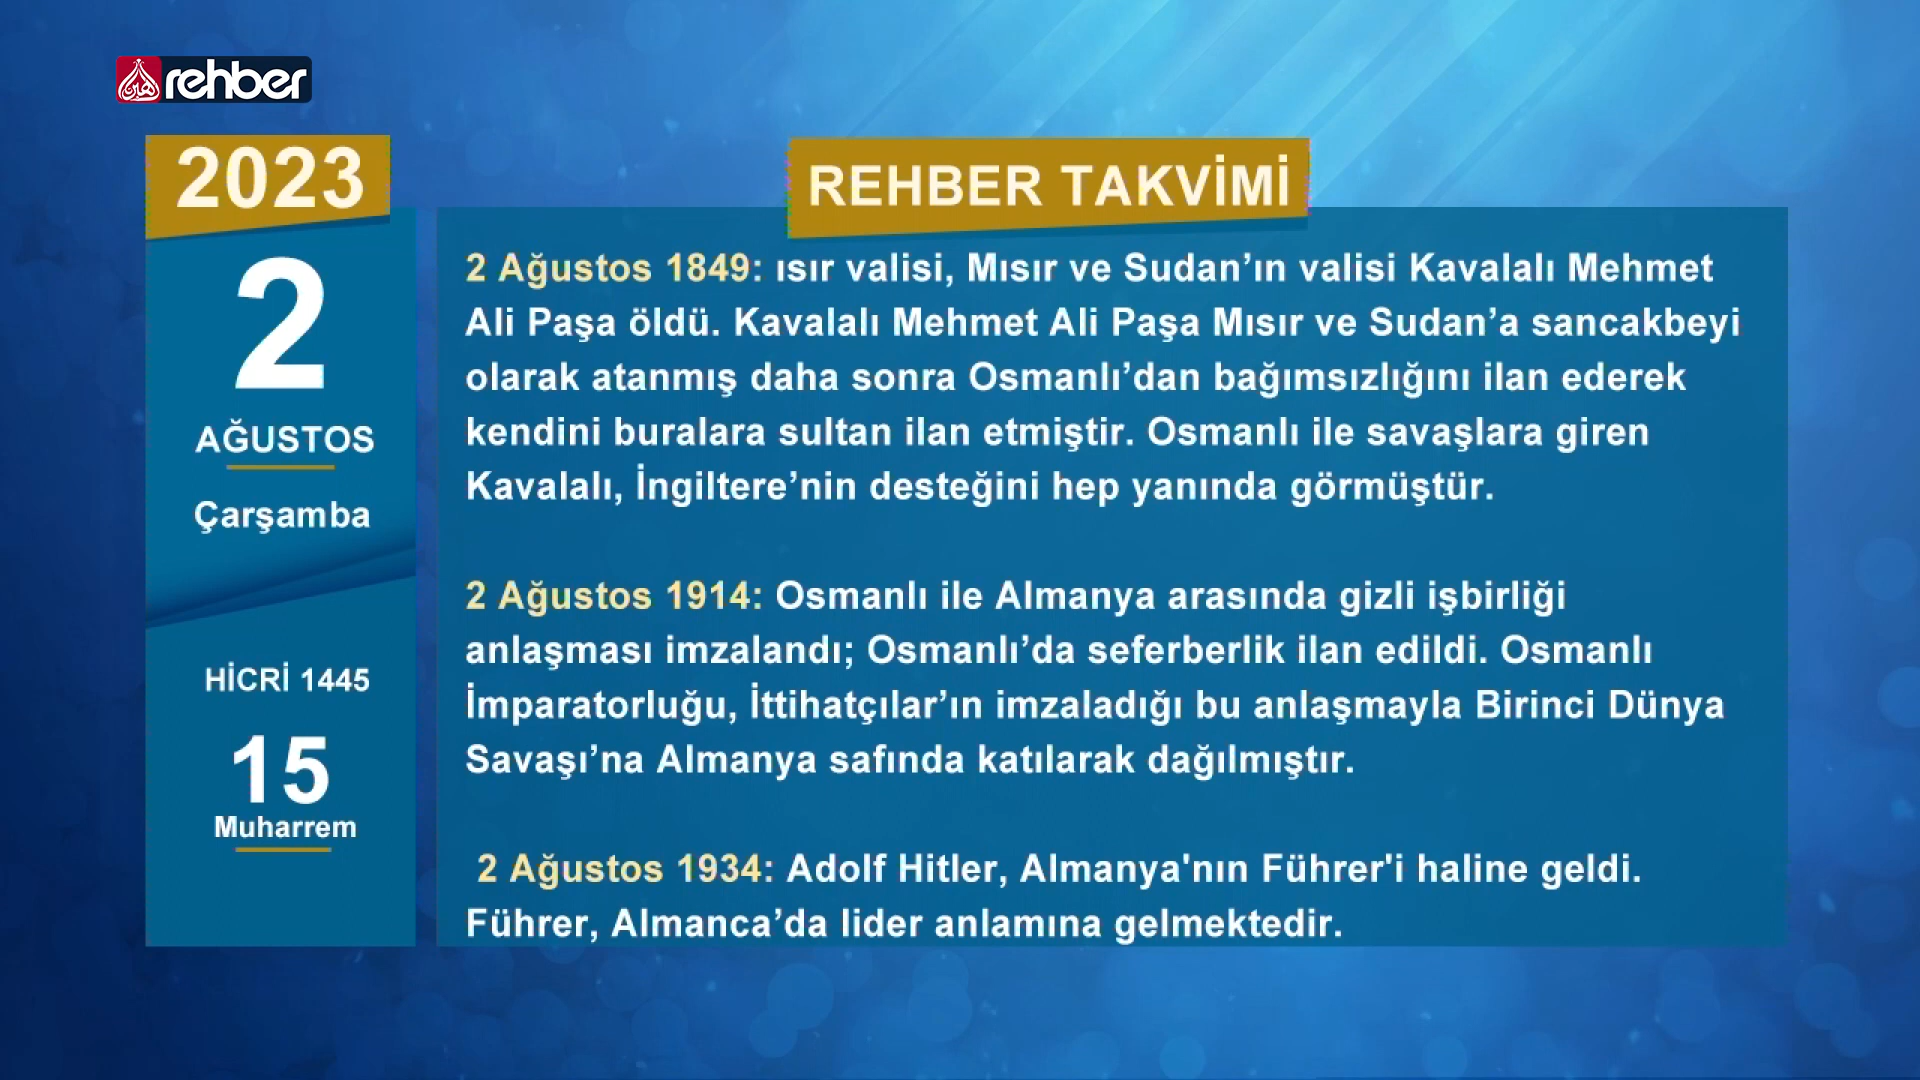 rehber
2023
2
AĞUSTOS
Çarşamba
HİCRİ 1445
15
Muharrem
REHBER TAKVİMİ
2 Ağustos 1849: ısır valisi, Mısır ve Sudan’ın valisi Kavalalı Mehmet
Ali Paşa öldü. Kavalalı Mehmet Ali Paşa Mısır ve Sudan’a sancakbeyi
olarak atanmış daha sonra Osmanlı’dan bağımsızlığını ilan ederek
kendini buralara sultan ilan etmiştir. Osmanlı ile savaşlara giren
Kavalalı, İngiltere’nin desteğini hep yanında görmüştür.
2 Ağustos 1914: Osmanlı ile Almanya arasında gizli işbirliği
anlaşması imzalandı; Osmanlı’da seferberlik ilan edildi. Osmanlı
İmparatorluğu, İttihatçılar’ın imzaladığı bu anlaşmayla Birinci Dünya
Savaşı’na Almanya safında katılarak dağılmıştır.
2 Ağustos 1934: Adolf Hitler, Almanya'nın Führer'i haline geldi.
Führer, Almanca’da lider anlamına gelmektedir.